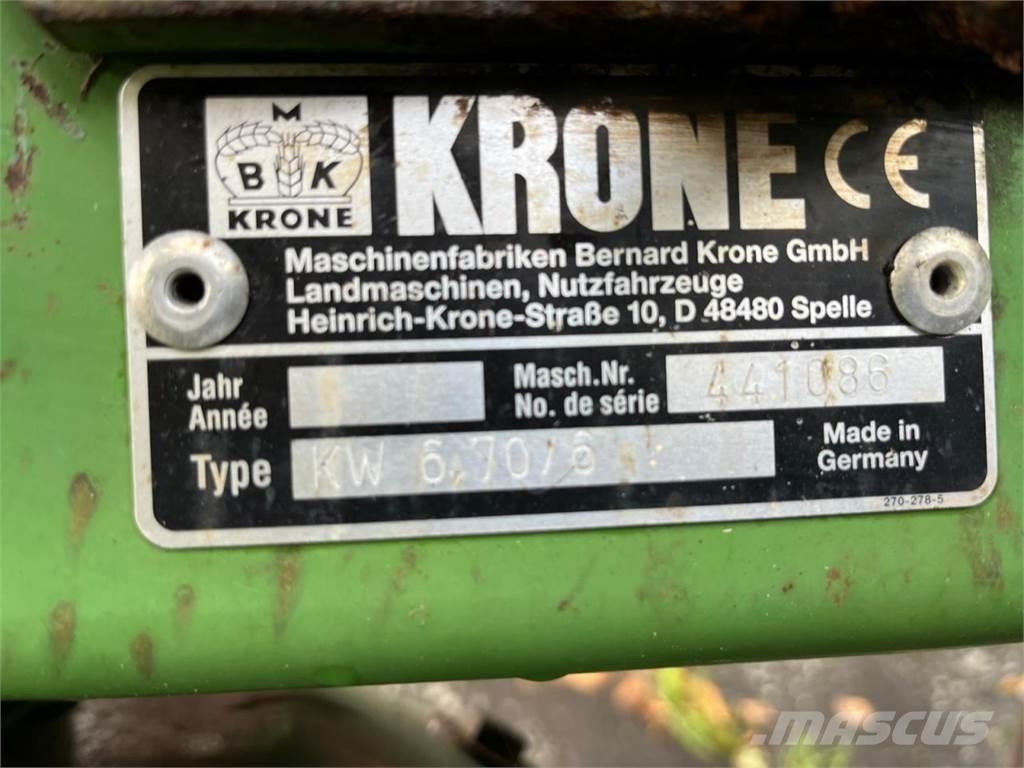 M
B K
KRONE
KRONE CE
Maschinenfabriken Bernard Krone GmbH
Landmaschinen, Nutzfahrzeuge
Heinrich-Krone-Straße 10, D 48480 Spelle
Jahr
Année
Masch.Nr.
No. de série
441086
Type KW 6,70/6
Made in
Germany
270-278-5
MASCUS